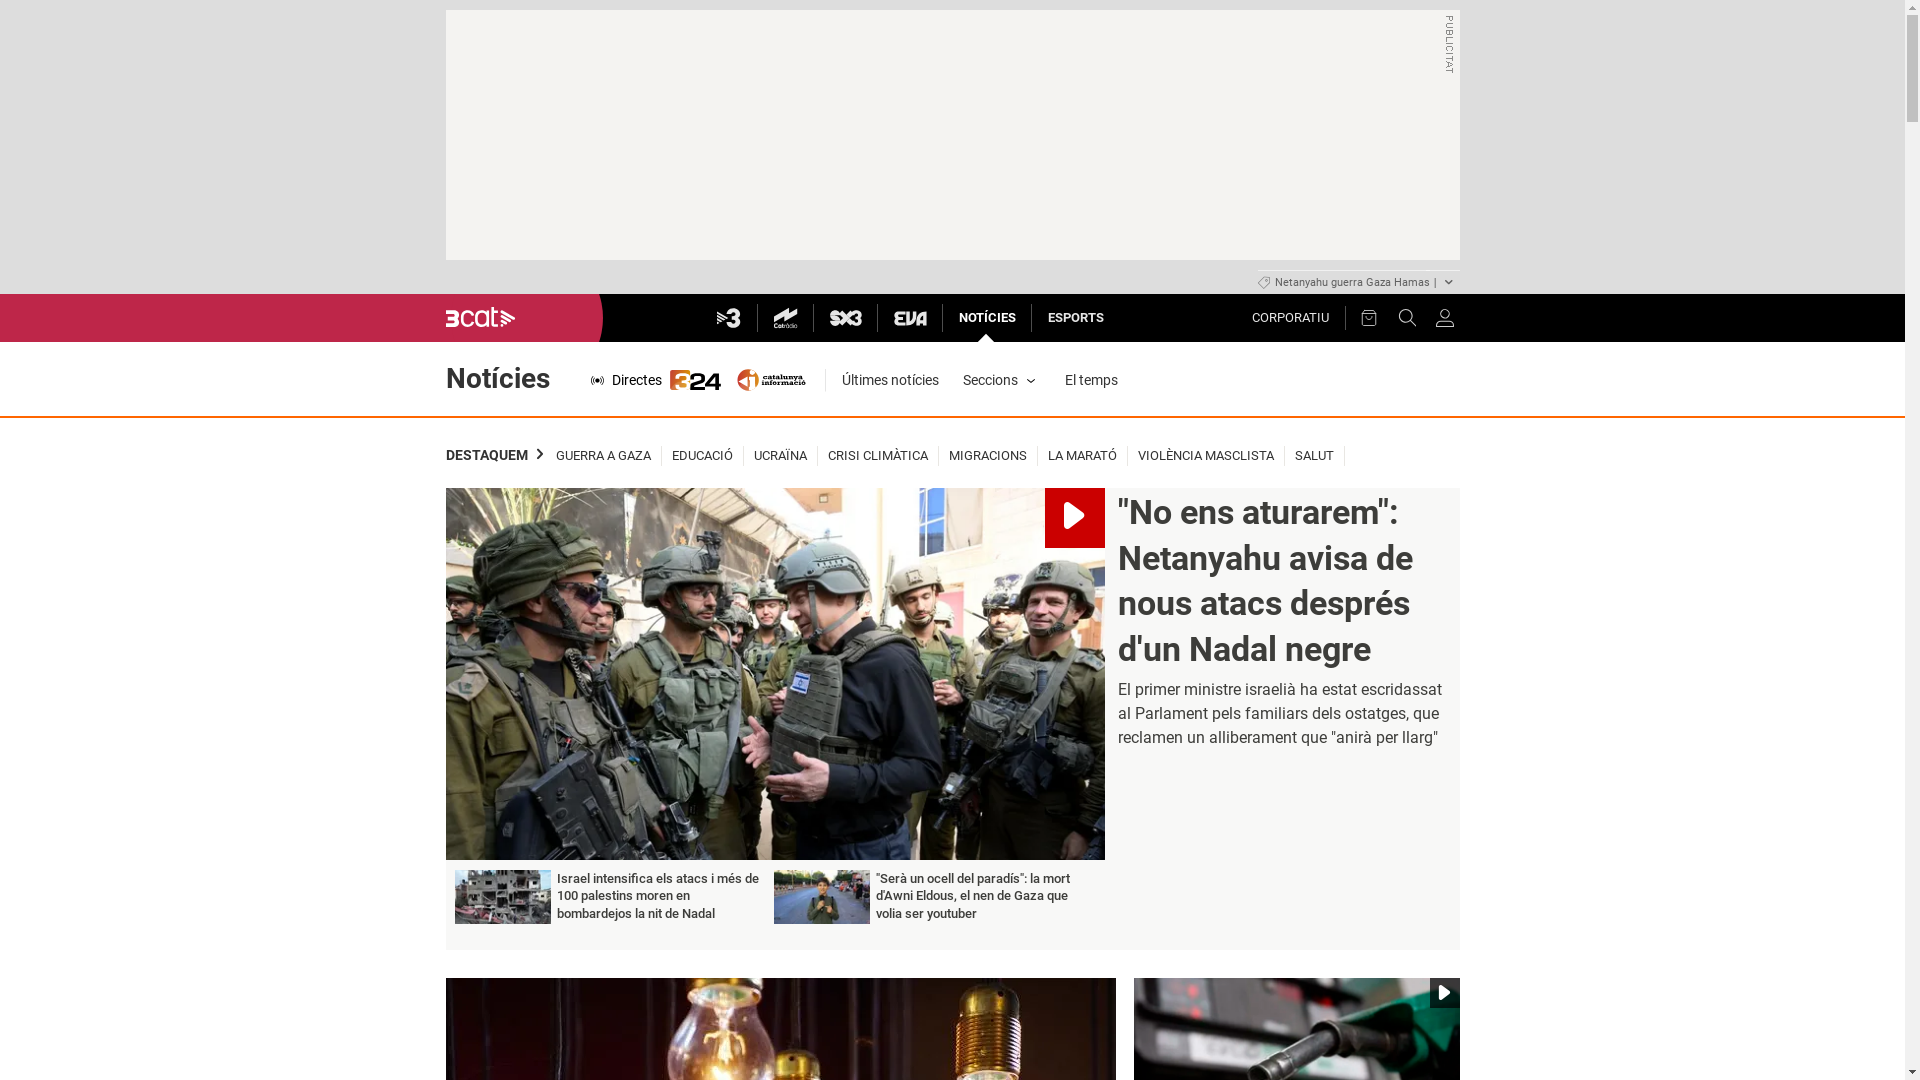 PUBLICITAT
Netanyahu guerra Gaza Hamas |
3cat
3
Catràdio
SX3
EVA
NOTÍCIES
ESPORTS
CORPORATIU
Notícies
Directes
324
catalunya
informació
Últimes notícies
Seccions
El temps
DESTAQUEM
GUERRA A GAZA
EDUCACIÓ
UCRAÏNA
CRISI CLIMÀTICA
MIGRACIONS
LA MARATÓ
VIOLÈNCIA MASCLISTA
SALUT
"No ens aturarem":
Netanyahu avisa de
nous atacs després
d'un Nadal negre
El primer ministre israelià ha estat escridassat
al Parlament pels familiars dels ostatges, que
reclamen un alliberament que "anirà per llarg"
Israel intensifica els atacs i més de
100 palestins moren en
bombardejos la nit de Nadal
"Serà un ocell del paradís": la mort
d'Awni Eldous, el nen de Gaza que
volia ser youtuber